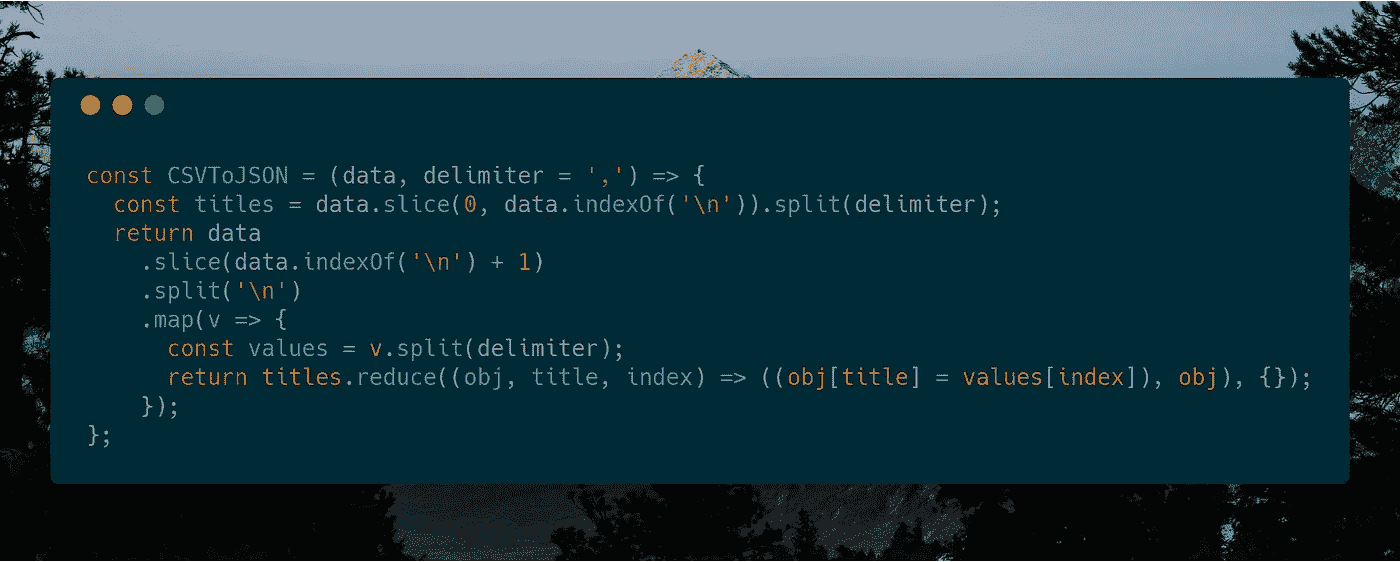 const CSVToJSON = (data, delimiter = ',') => {
  const titles = data.slice(0, data.indexOf('\n')).split(delimiter);
  return data
    .slice(data.indexOf('\n') + 1)
    .split('\n')
    .map(v => {
      const values = v.split(delimiter);
      return titles.reduce((obj, title, index) => ((obj[title] = values[index]), obj), {});
    });
};